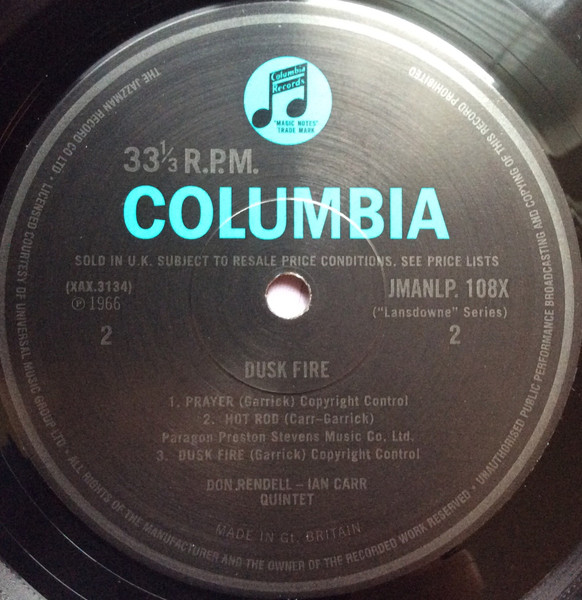 Columbia
Records
"MAGIC NOTES"
TRADE MARK
33⅓ R.P.M.
COLUMBIA
SOLD IN U.K. SUBJECT TO RESALE PRICE CONDITIONS. SEE PRICE LISTS
(XAX.3134)
JMANLP. 108X
℗ 1966
("Lansdowne" Series)
2
2
DUSK FIRE
1. PRAYER (Garrick) Copyright Control
2. HOT ROD (Carr-Garrick)
Paragon Preston Stevens Music Co. Ltd.
3. DUSK FIRE (Garrick) Copyright Control
DON RENDELL – IAN CARR
QUINTET
MADE IN Gt. BRITAIN
THE JAZZMAN RECORD CO LTD · LICENSED COURTESY OF UNIVERSAL MUSIC GROUP LTD · ALL RIGHTS OF THE MANUFACTURER AND THE OWNER OF THE RECORDED WORK RESERVED · UNAUTHORISED PUBLIC PERFORMANCE BROADCASTING AND COPYING OF THIS RECORD PROHIBITED